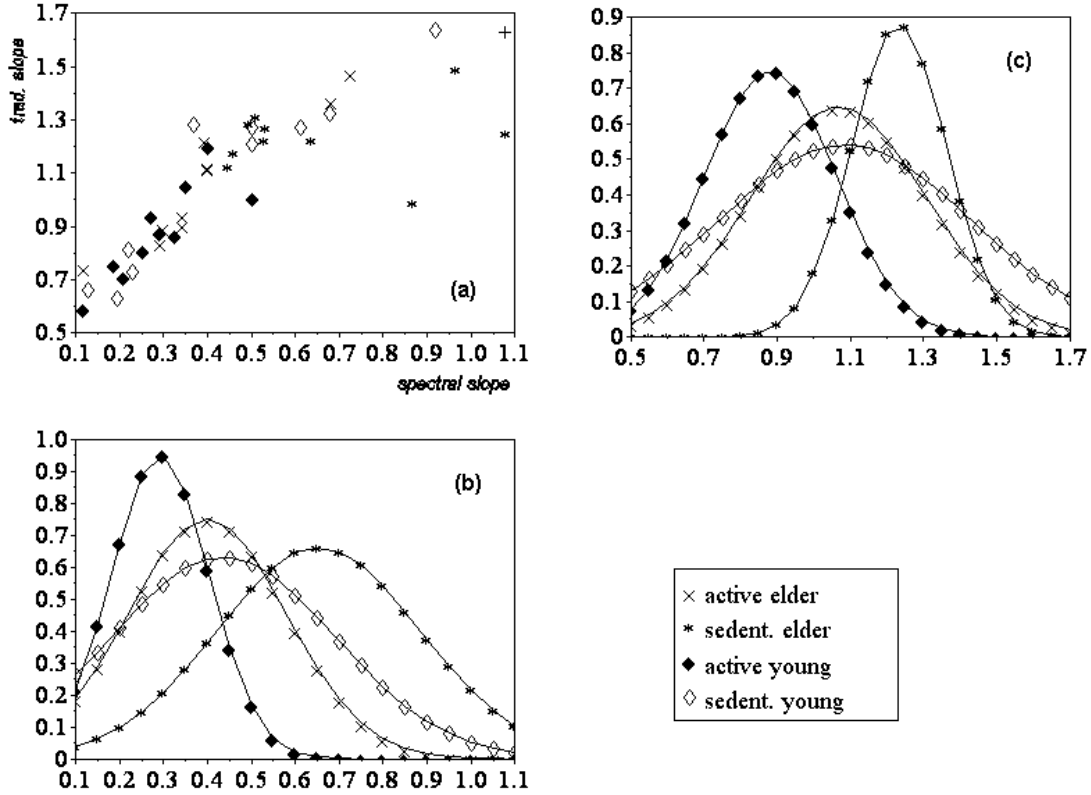 1.7
1.5
1.3
1.1
0.9
0.7
0.5
trad. slope
(a)
0.1 0.2 0.3 0.4 0.5 0.6 0.7 0.8 0.9 1.0 1.1
spectral slope
0.9
0.8
0.7
0.6
0.5
0.4
0.3
0.2
0.1
0
(c)
0.5 0.7 0.9 1.1 1.3 1.5 1.7
1.0
0.9
0.8
0.7
0.6
0.5
0.4
0.3
0.2
0.1
0
(b)
0.1 0.2 0.3 0.4 0.5 0.6 0.7 0.8 0.9 1.0 1.1
active elder
sedent. elder
active young
sedent. young